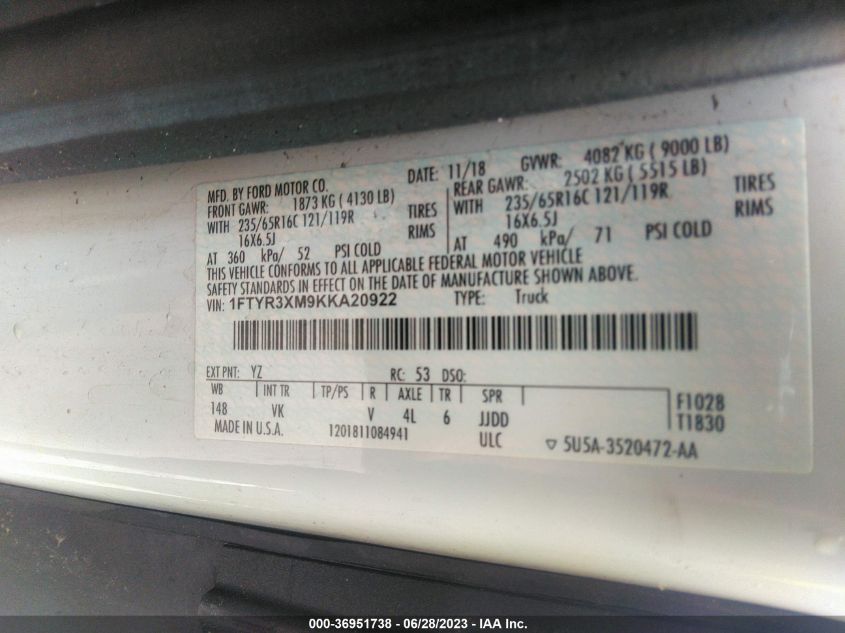 MFD. BY FORD MOTOR CO.
DATE: 11/18
GVWR: 4082 KG ( 9000 LB)
FRONT GAWR: 1873 KG ( 4130 LB)
REAR GAWR: 2502 KG ( 5515 LB)
WITH 235/65R16C 121/119R TIRES
WITH 235/65R16C 121/119R TIRES
16X6.5J RIMS
16X6.5J RIMS
AT 360 kPa/ 52 PSI COLD
AT 490 kPa/ 71 PSI COLD
THIS VEHICLE CONFORMS TO ALL APPLICABLE FEDERAL MOTOR VEHICLE
SAFETY STANDARDS IN EFFECT ON THE DATE OF MANUFACTURE SHOWN ABOVE.
VIN: 1FTYR3XM9KKA20922 TYPE: Truck
EXT PNT: YZ RC: 53 DSO:
WB INT TR TP/PS R AXLE TR SPR F1028
148 VK V 4L 6 JJDD T1830
MADE IN U.S.A. 1201811084941 ULC ▽ 5U5A-3520472-AA
000-36951738 - 06/28/2023 - IAA Inc.